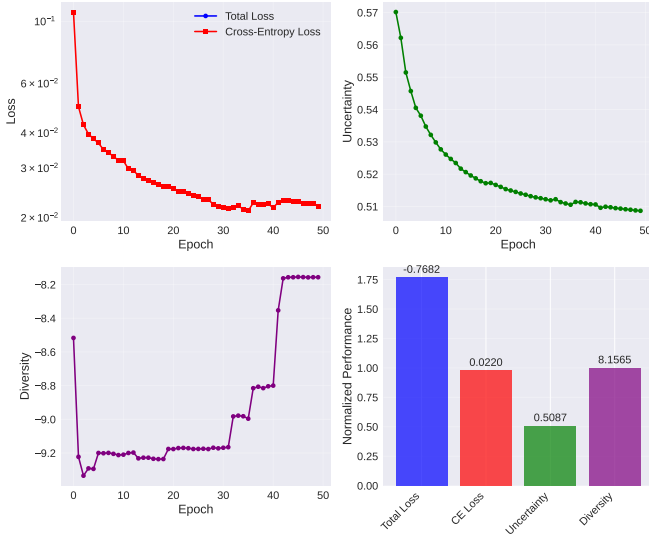 Total Loss
Cross-Entropy Loss
10⁻¹
6 × 10⁻²
4 × 10⁻²
3 × 10⁻²
2 × 10⁻²
Loss
0 10 20 30 40 50
Epoch
0.57
0.56
0.55
0.54
0.53
0.52
0.51
Uncertainty
0 10 20 30 40 50
Epoch
−8.2
−8.4
−8.6
−8.8
−9.0
−9.2
Diversity
0 10 20 30 40 50
Epoch
1.75
1.50
1.25
1.00
0.75
0.50
0.25
0.00
Normalized Performance
-0.7682
0.0220
0.5087
8.1565
Total Loss
CE Loss
Uncertainty
Diversity